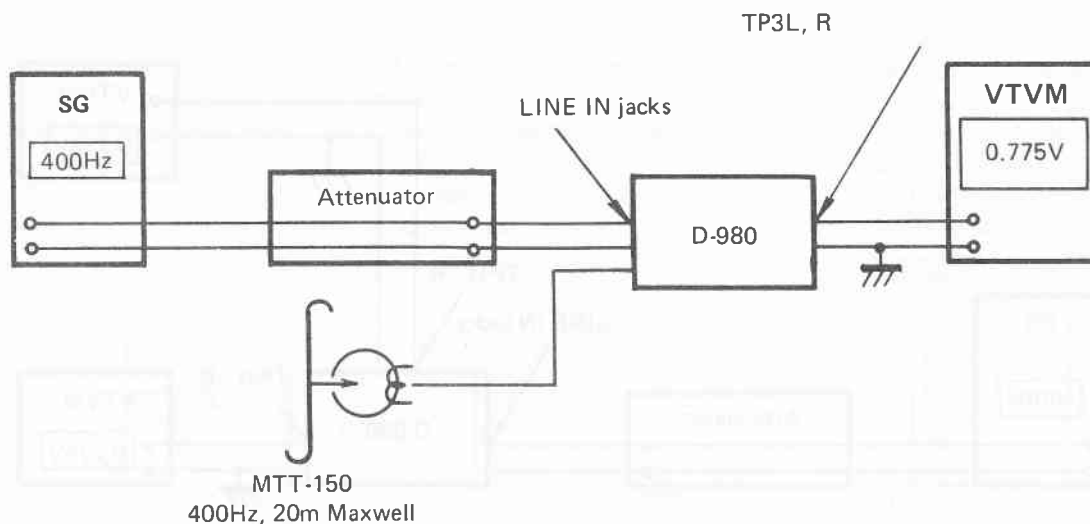 TP3L, R
SG
LINE IN jacks
VTVM
400Hz
0.775V
Attenuator
D-980
MTT-150
400Hz, 20m Maxwell